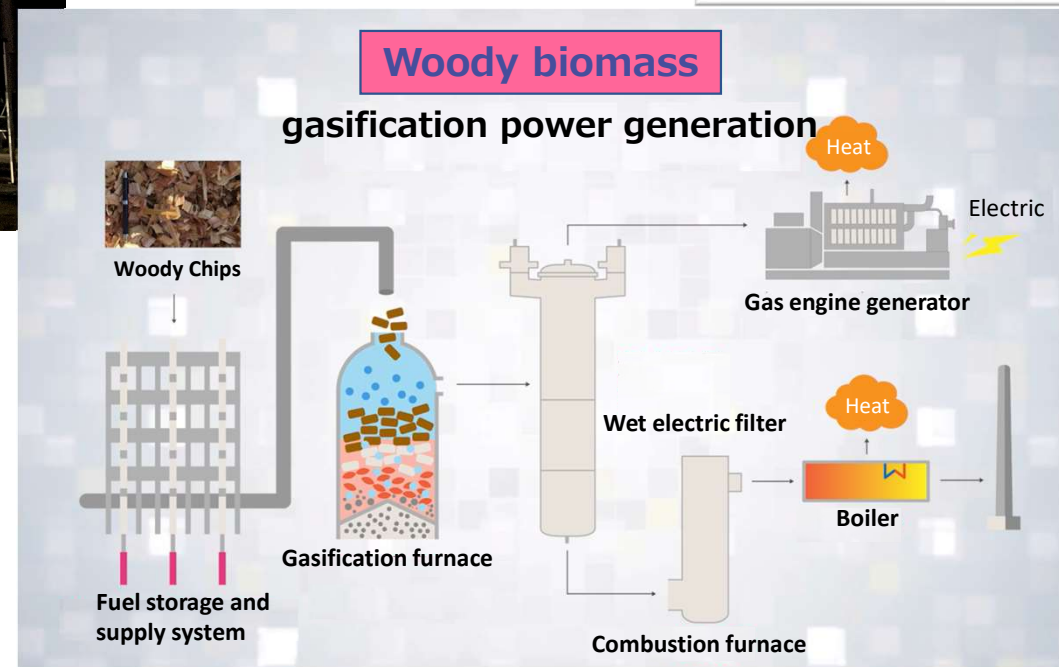 Woody biomass
gasification power generation
Heat
Electric
Woody Chips
Gas engine generator
Wet electric filter
Heat
Boiler
Gasification furnace
Fuel storage and
supply system
Combustion furnace